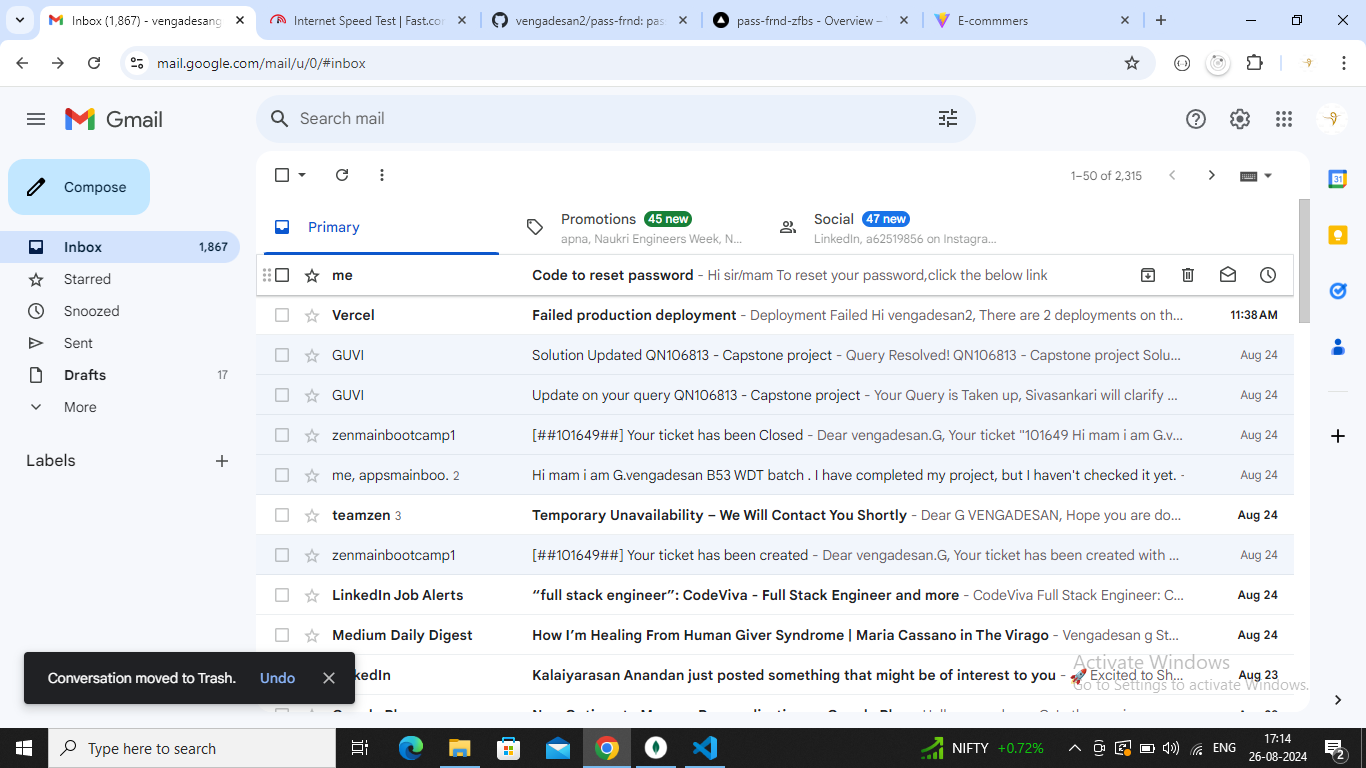 Inbox (1,867) - vengadesang
Internet Speed Test | Fast.com
vengadesan2/pass-frnd: pas
pass-frnd-zfbs - Overview –
E-commmers
mail.google.com/mail/u/0/#inbox
Gmail
Search mail
Compose
1–50 of 2,315
Primary
Promotions 45 new
apna, Naukri Engineers Week, N...
Social 47 new
LinkedIn, a62519856 on Instagra...
Inbox 1,867
Starred
Snoozed
Sent
Drafts 17
More
Labels
me Code to reset password - Hi sir/mam To reset your password,click the below link
Vercel Failed production deployment - Deployment Failed Hi vengadesan2, There are 2 deployments on th... 11:38 AM
GUVI Solution Updated QN106813 - Capstone project - Query Resolved! QN106813 - Capstone project Solu... Aug 24
GUVI Update on your query QN106813 - Capstone project - Your Query is Taken up, Sivasankari will clarify ... Aug 24
zenmainbootcamp1 [##101649##] Your ticket has been Closed - Dear vengadesan.G, Your ticket "101649 Hi mam i am G.v... Aug 24
me, appsmainboo. 2 Hi mam i am G.vengadesan B53 WDT batch . I have completed my project, but I haven't checked it yet. - Aug 24
teamzen 3 Temporary Unavailability – We Will Contact You Shortly - Dear G VENGADESAN, Hope you are do... Aug 24
zenmainbootcamp1 [##101649##] Your ticket has been created - Dear vengadesan.G, Your ticket has been created with ... Aug 24
LinkedIn Job Alerts “full stack engineer”: CodeViva - Full Stack Engineer and more - CodeViva Full Stack Engineer: C... Aug 24
Medium Daily Digest How I’m Healing From Human Giver Syndrome | Maria Cassano in The Virago - Vengadesan g St... Aug 24
kedIn Kalaiyarasan Anandan just posted something that might be of interest to you - 🚀 Excited to Sh... Aug 23
Conversation moved to Trash. Undo
Activate Windows
Go to Settings to activate Windows.
Type here to search
NIFTY +0.72%
ENG
17:14
26-08-2024
2